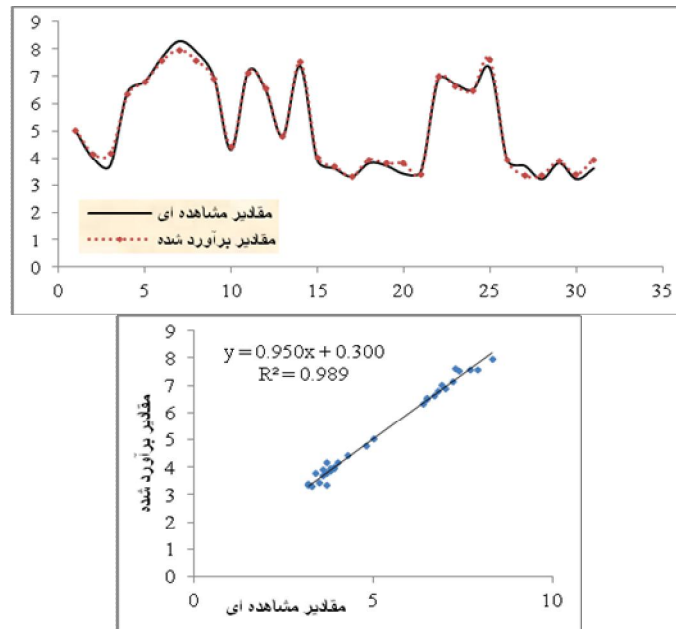 9
8
7
6
5
4
3
2
1
0
مقادیر مشاهده ای
مقادیر برآورد شده
0 5 10 15 20 25 30 35
9
8
7
6
5
4
3
2
1
0
y = 0.950x + 0.300
R² = 0.989
مقادیر برآورد شده
0 5 10
مقادیر مشاهده ای